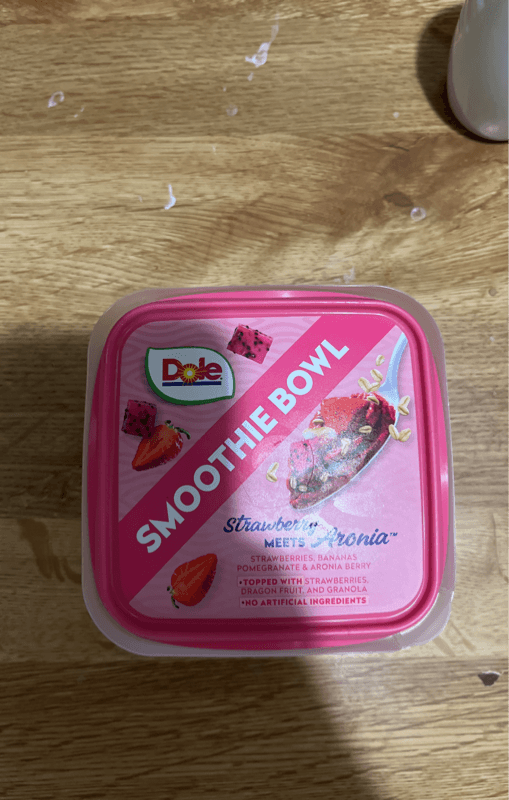 Dole
SMOOTHIE BOWL
Strawberry
MEETS Aronia™
STRAWBERRIES, BANANAS
POMEGRANATE & ARONIA BERRY
•TOPPED WITH STRAWBERRIES,
DRAGON FRUIT, AND GRANOLA
•NO ARTIFICIAL INGREDIENTS